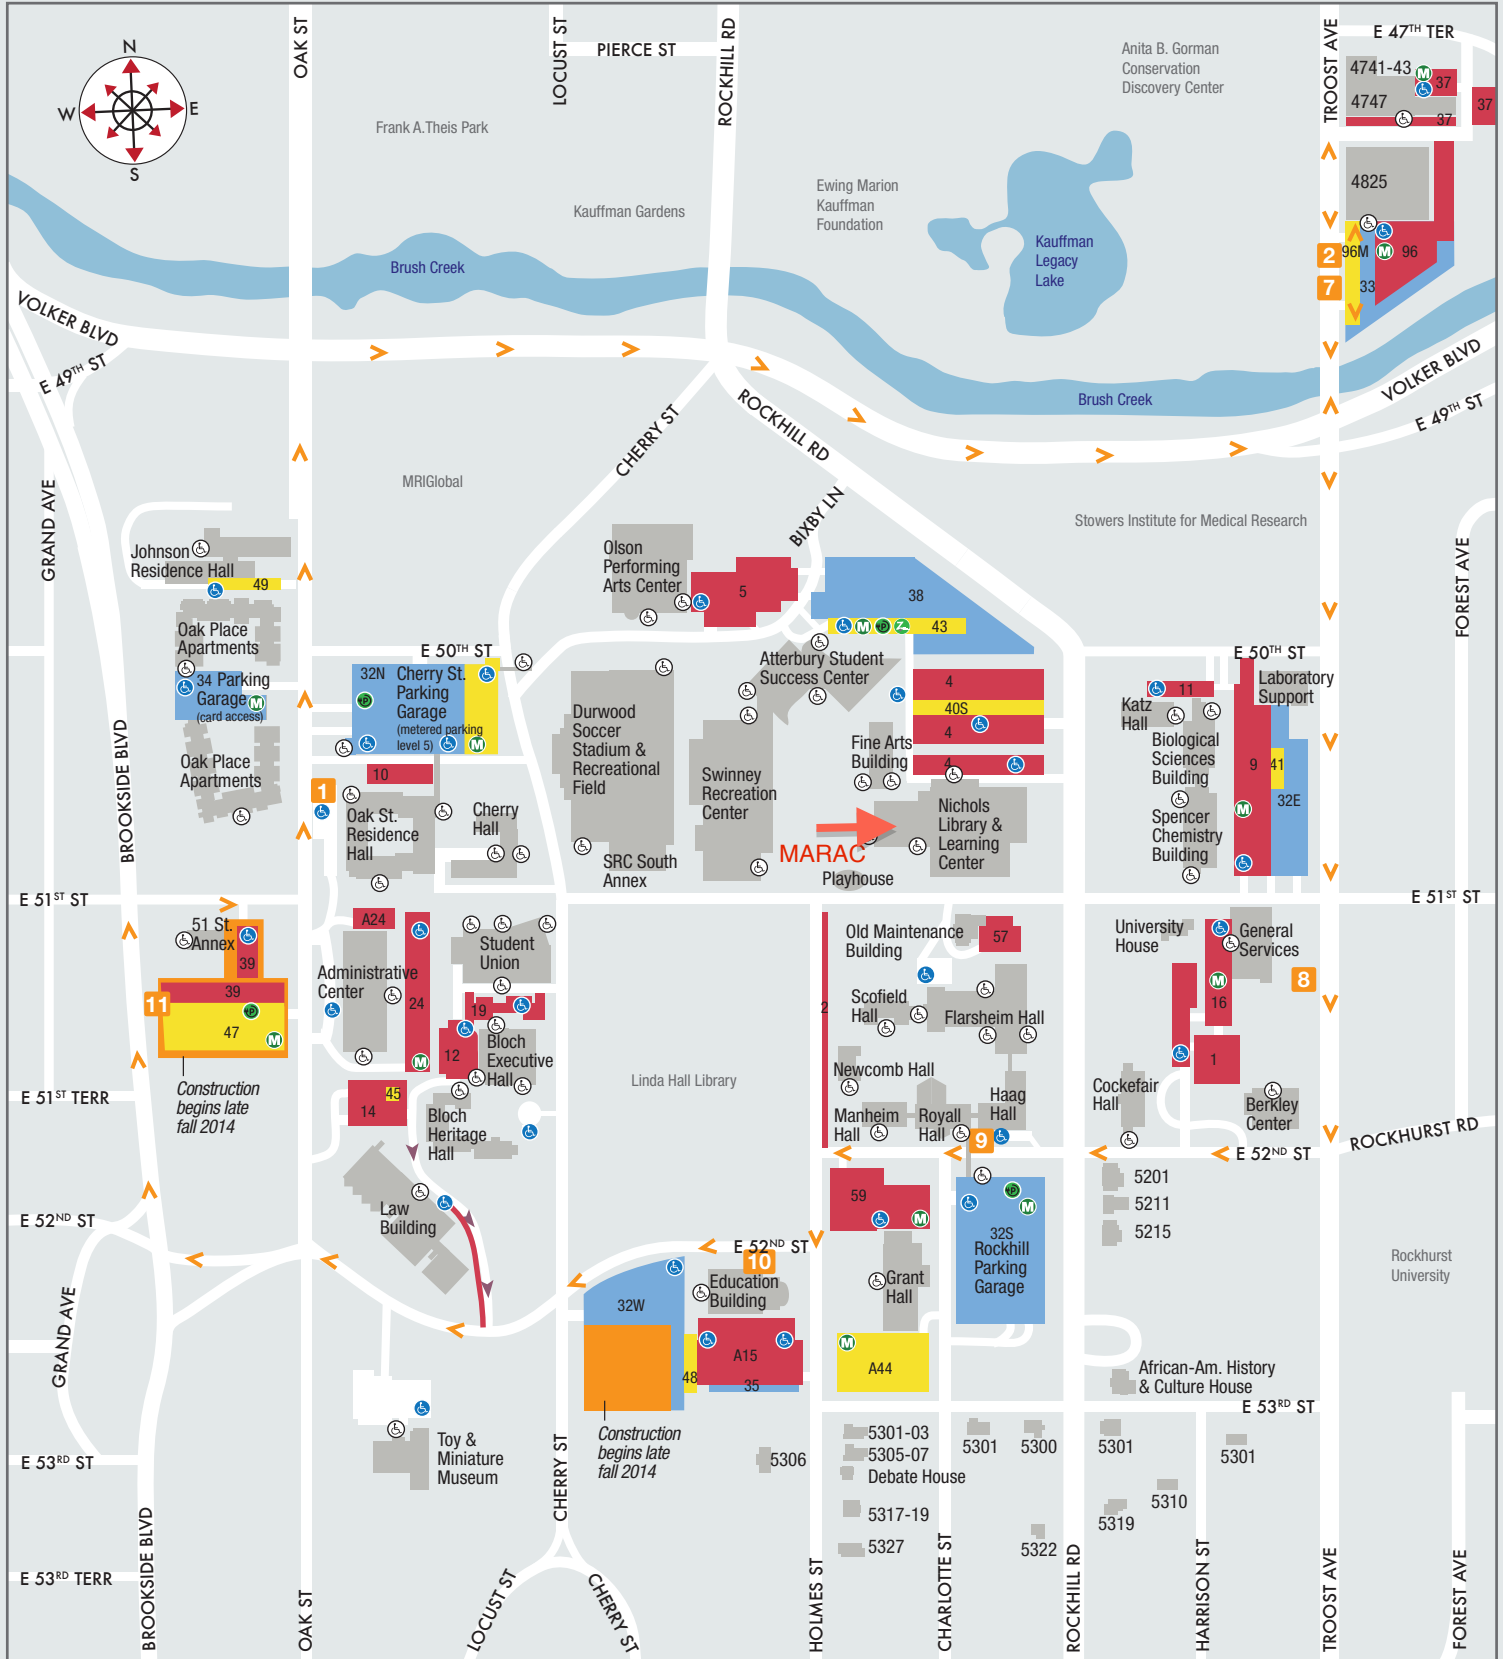 N
W
E
S
OAK ST
LOCUST ST
PIERCE ST
ROCKHILL RD
TROOST AVE
E 47TH TER
Anita B. Gorman
Conservation
Discovery Center
4741-43
M
37
4747
37
37
Frank A.Theis Park
4825
Ewing Marion
Kauffman
Foundation
Kauffman Gardens
Kauffman
Legacy
Lake
Brush Creek
2
96M
M
96
7
33
VOLKER BLVD
E 49TH ST
Brush Creek
VOLKER BLVD
E 49TH ST
CHERRY ST
ROCKHILL RD
MRIGlobal
BIXBY LN
Stowers Institute for Medical Research
GRAND AVE
FOREST AVE
Johnson
Residence Hall
49
Olson
Performing
Arts Center
5
38
M
P
Z
43
Oak Place
Apartments
E 50TH ST
E 50TH ST
Atterbury Student
Success Center
34 Parking
Garage
(card access)
M
32N
P
Cherry St.
Parking
Garage
(metered parking
level 5)
M
4
40S
4
4
11
Laboratory
Support
Katz
Hall
Biological
Sciences
Building
9
41
32E
M
Durwood
Soccer
Stadium &
Recreational
Field
Fine Arts
Building
Swinney
Recreation
Center
Oak Place
Apartments
BROOKSIDE BLVD
10
1
Oak St.
Residence
Hall
Cherry
Hall
Nichols
Library &
Learning
Center
Spencer
Chemistry
Building
MARAC
SRC South
Annex
Playhouse
E 51ST ST
E 51ST ST
51 St.
Annex
39
39
11
P
47
M
A24
Administrative
Center
24
M
Student
Union
19
12
Bloch
Executive
Hall
Old Maintenance
Building
57
2
Scofield
Hall
Flarsheim Hall
University
House
General
Services
M
16
8
1
Construction
begins late
fall 2014
E 51ST TERR
45
14
Bloch
Heritage
Hall
Linda Hall Library
Newcomb Hall
Manheim
Hall
Royall
Hall
Haag
Hall
9
Cockefair
Hall
Berkley
Center
ROCKHURST RD
E 52ND ST
5201
5211
5215
59
M
P
M
32S
Rockhill
Parking
Garage
Law
Building
E 52ND ST
E 52ND ST
10
Education
Building
Grant
Hall
Rockhurst
University
32W
A15
48
35
M
A44
GRAND AVE
African-Am. History
& Culture House
E 53RD ST
Construction
begins late
fall 2014
Toy &
Miniature
Museum
E 53RD ST
5306
5301-03
5305-07
Debate House
5317-19
5327
5301
5300
5301
5301
5310
5319
5322
E 53RD TERR
BROOKSIDE BLVD
OAK ST
LOCUST ST
CHERRY ST
CHERRY ST
HOLMES ST
CHARLOTTE ST
ROCKHILL RD
HARRISON ST
TROOST AVE
FOREST AVE